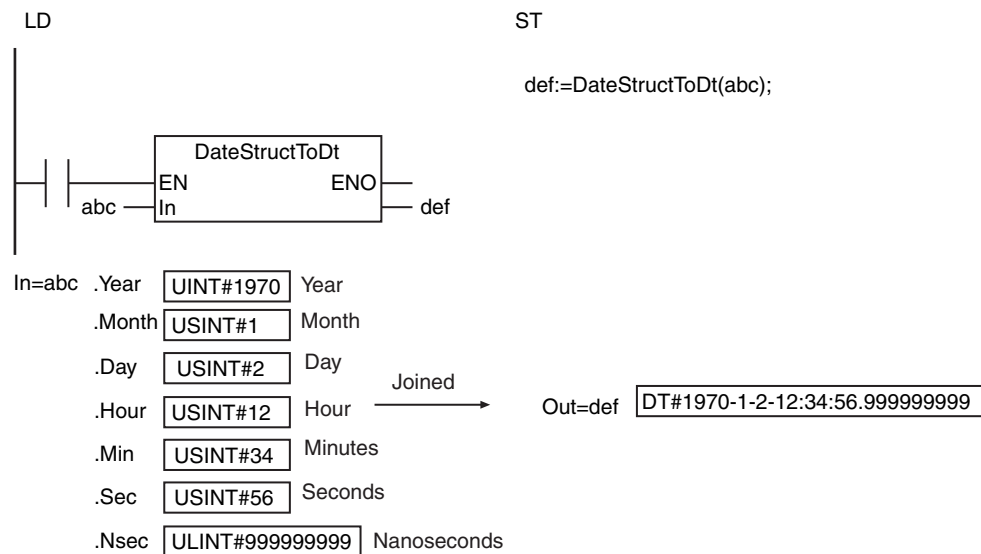 LD ST
def:=DateStructToDt(abc);
DateStructToDt
EN ENO
abc In def
In=abc .Year UINT#1970 Year
.Month USINT#1 Month
.Day USINT#2 Day
Joined
.Hour USINT#12 Hour Out=def DT#1970-1-2-12:34:56.999999999
.Min USINT#34 Minutes
.Sec USINT#56 Seconds
.Nsec ULINT#999999999 Nanoseconds